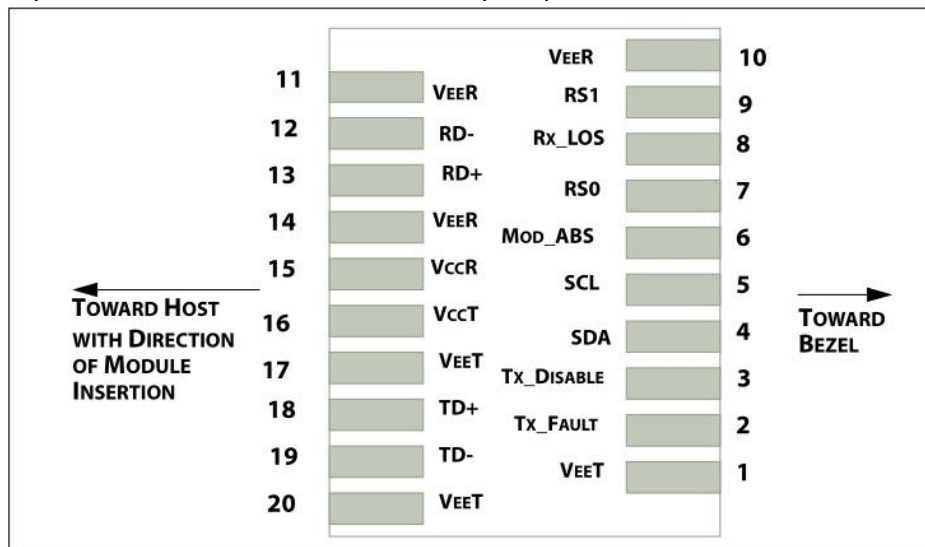 VEER 10
11 VEER
RS1 9
12 RD-
RX_LOS 8
13 RD+
RS0 7
14 VEER
MOD_ABS 6
15 VCCR
SCL 5
TOWARD HOST
WITH DIRECTION
OF MODULE
INSERTION
16 VCCT
SDA 4
TOWARD
BEZEL
17 VEET
TX_DISABLE 3
18 TD+
TX_FAULT 2
19 TD-
VEET 1
20 VEET